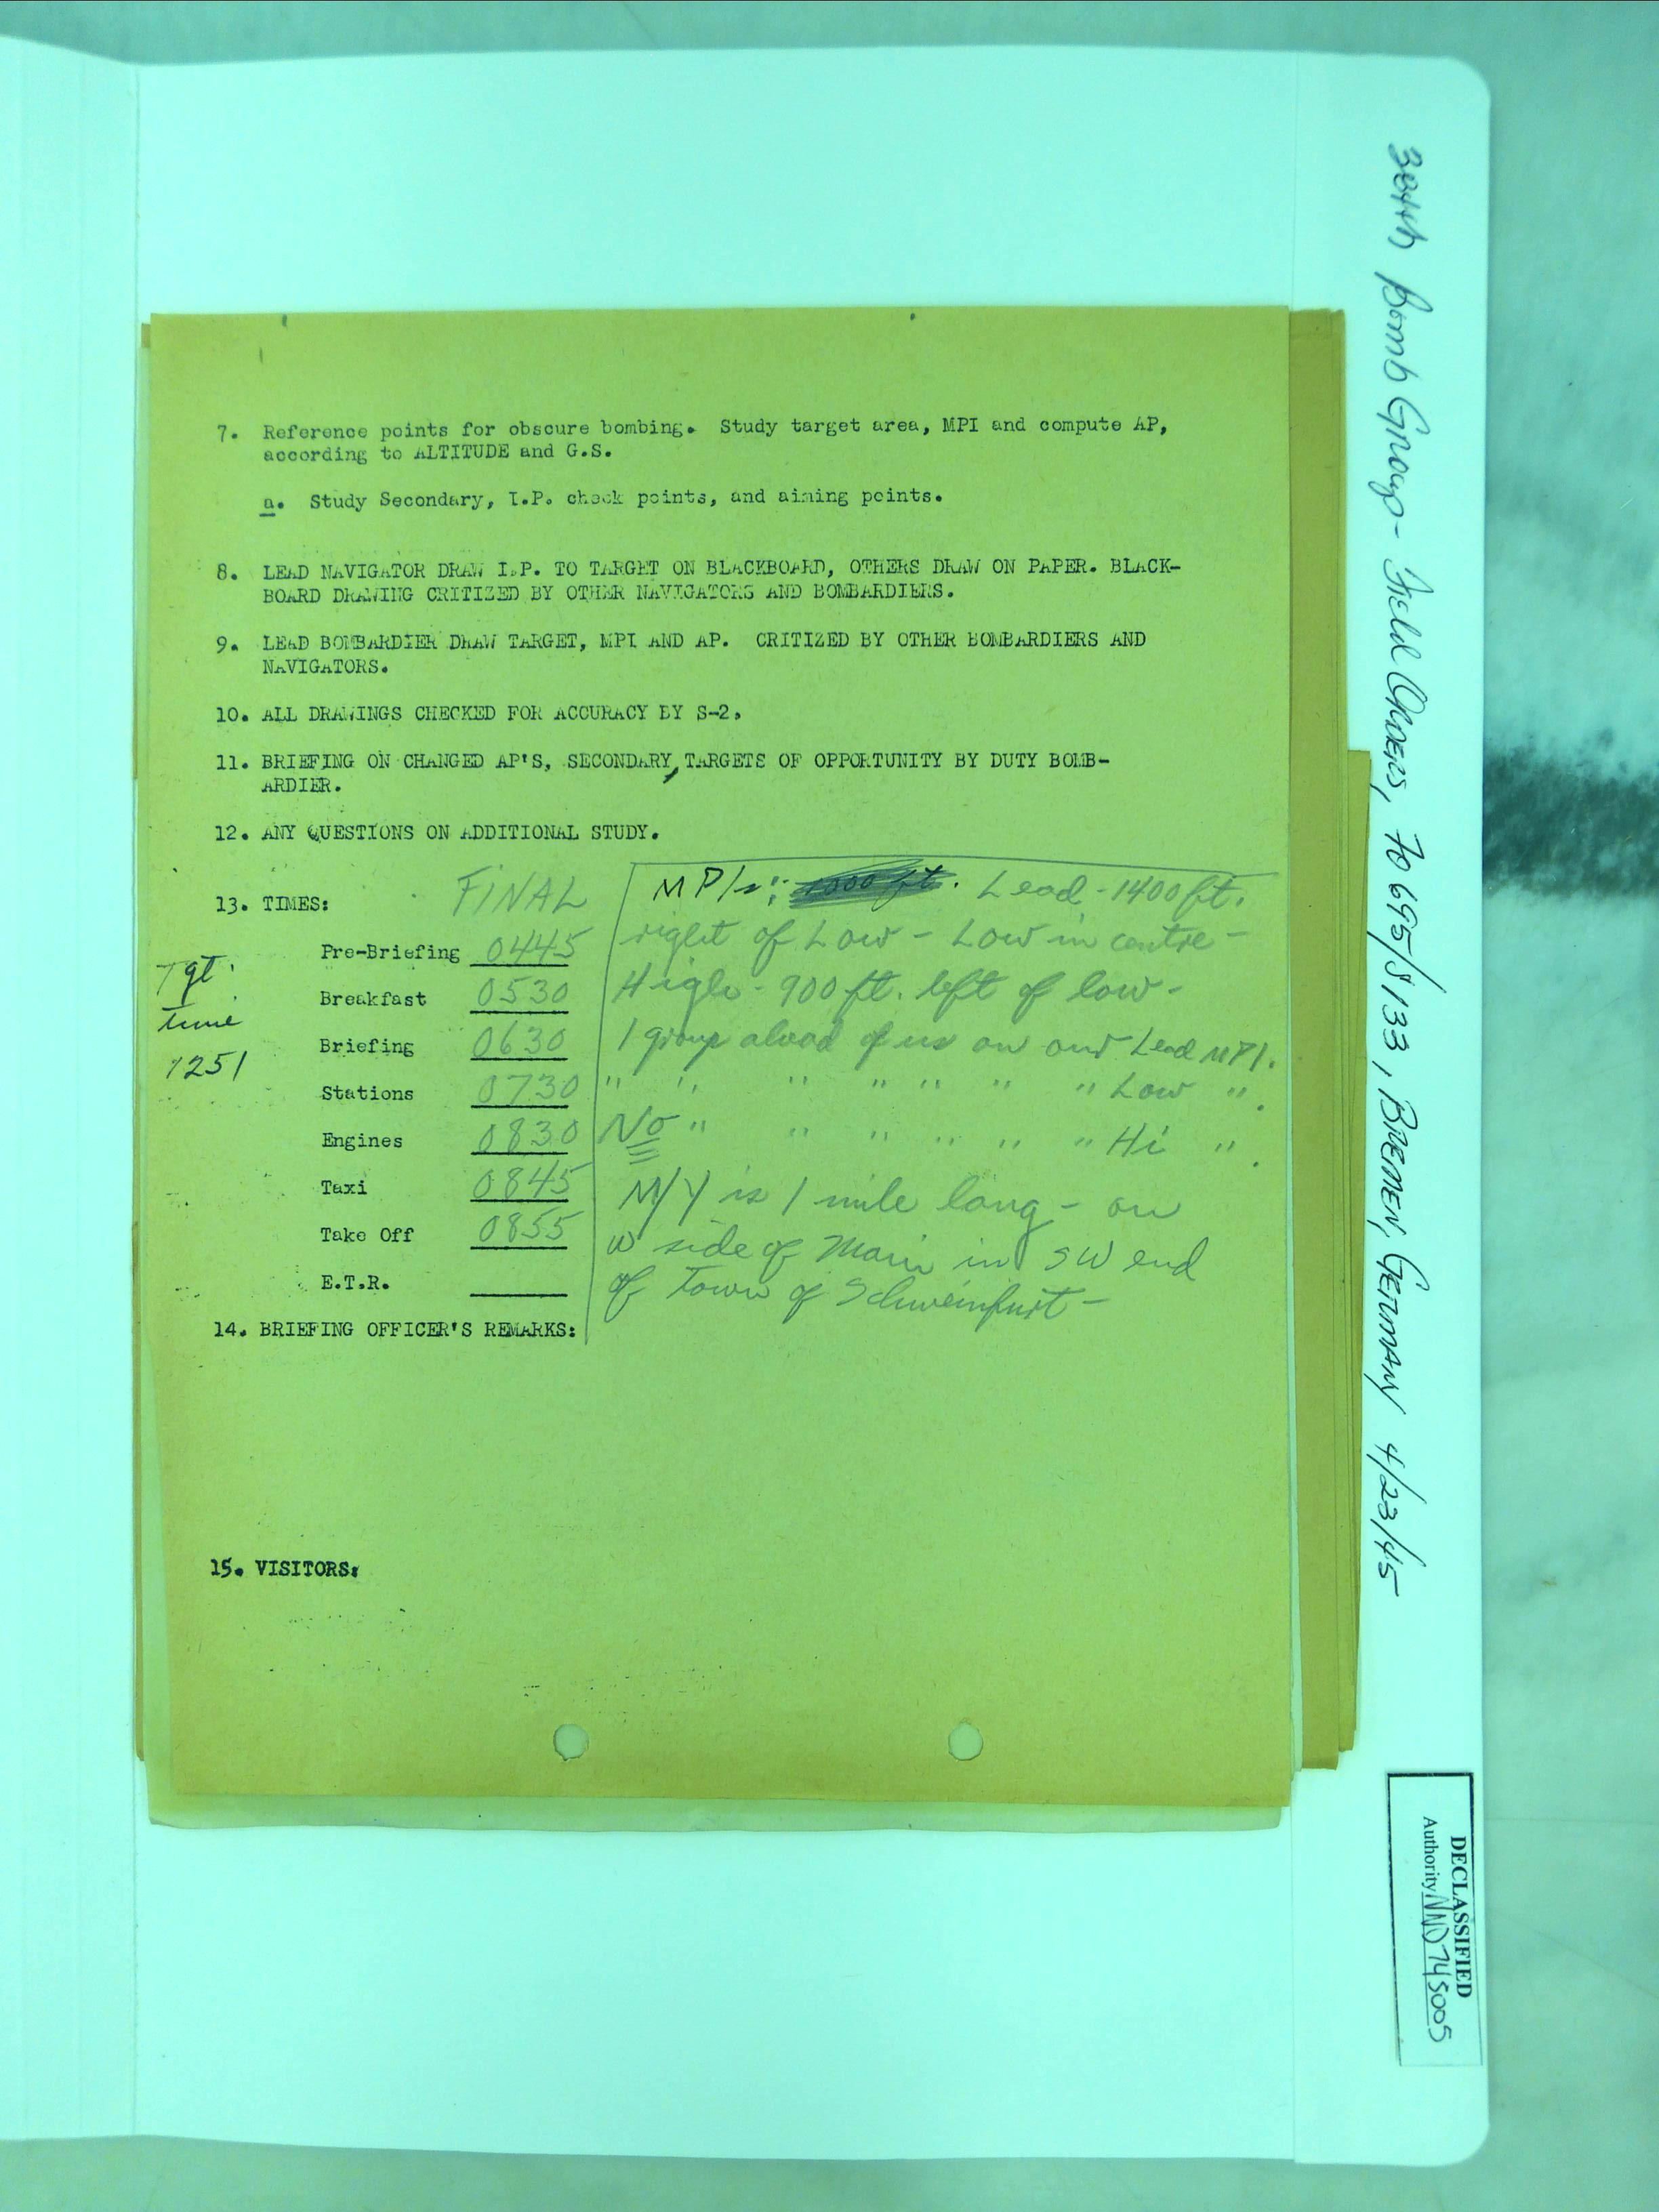 7. Reference points for obscure bombing. Study target area, MPI and compute AP,
according to ALTITUDE and G.S.
a. Study Secondary, I.P. check points, and aiming points.
8. LEAD NAVIGATOR DRAW I.P. TO TARGET ON BLACKBOARD, OTHERS DRAW ON PAPER. BLACK-
BOARD DRAWING CRITIZED BY OTHER NAVIGATORS AND BOMBARDIERS.
9. LEAD BOMBARDIER DRAW TARGET, MPI AND AP. CRITIZED BY OTHER BOMBARDIERS AND
NAVIGATORS.
10. ALL DRAWINGS CHECKED FOR ACCURACY BY S-2.
11. BRIEFING ON CHANGED AP'S, SECONDARY, TARGETS OF OPPORTUNITY BY DUTY BOMB-
ARDIER.
12. ANY QUESTIONS ON ADDITIONAL STUDY.
13. TIMES: FINAL
Pre-Briefing 0445
Breakfast 0530
Briefing 0630
Stations 0730
Engines 0830
Taxi 0845
Take Off 0855
E.T.R.
Tgt.
time
1251
MPIs: 1000 ft. Lead - 1400 ft.
right of Low - Low in centre -
High - 900 ft. left of low -
1 group ahead of us on our Lead MPI.
" " " " " " " Low ".
No " " " " " " Hi ".
M/Y is 1 mile long - on
W side of Main in SW end
of Town of Schweinfurt -
14. BRIEFING OFFICER'S REMARKS:
15. VISITORS:
384th Bomb Group - Field Orders, FO 695/S 133, BREMEN, GERMANY 4/23/45
DECLASSIFIED
Authority NND 745005